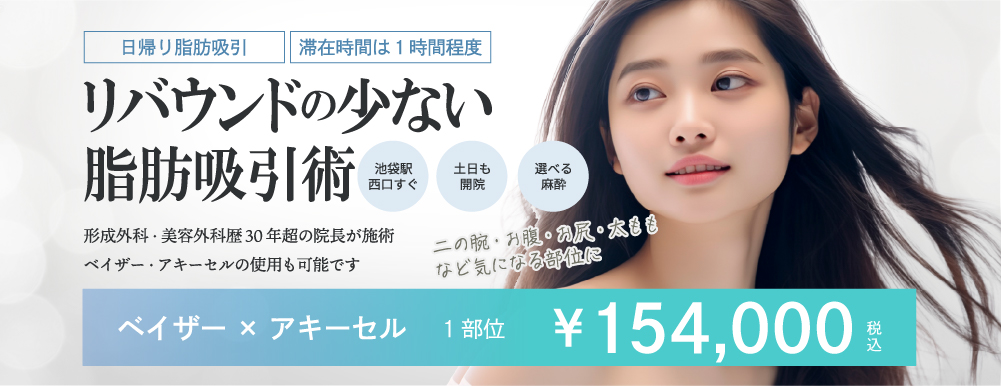 日帰り脂肪吸引
滞在時間は1時間程度
リバウンドの少ない
脂肪吸引術
池袋駅
西口すぐ
土日も
開院
選べる
麻酔
形成外科・美容外科歴30年超の院長が施術
ベイザー・アキーセルの使用も可能です
二の腕・お腹・お尻・太もも
など気になる部位に
ベイザー × アキーセル 1部位 ¥154,000 税込